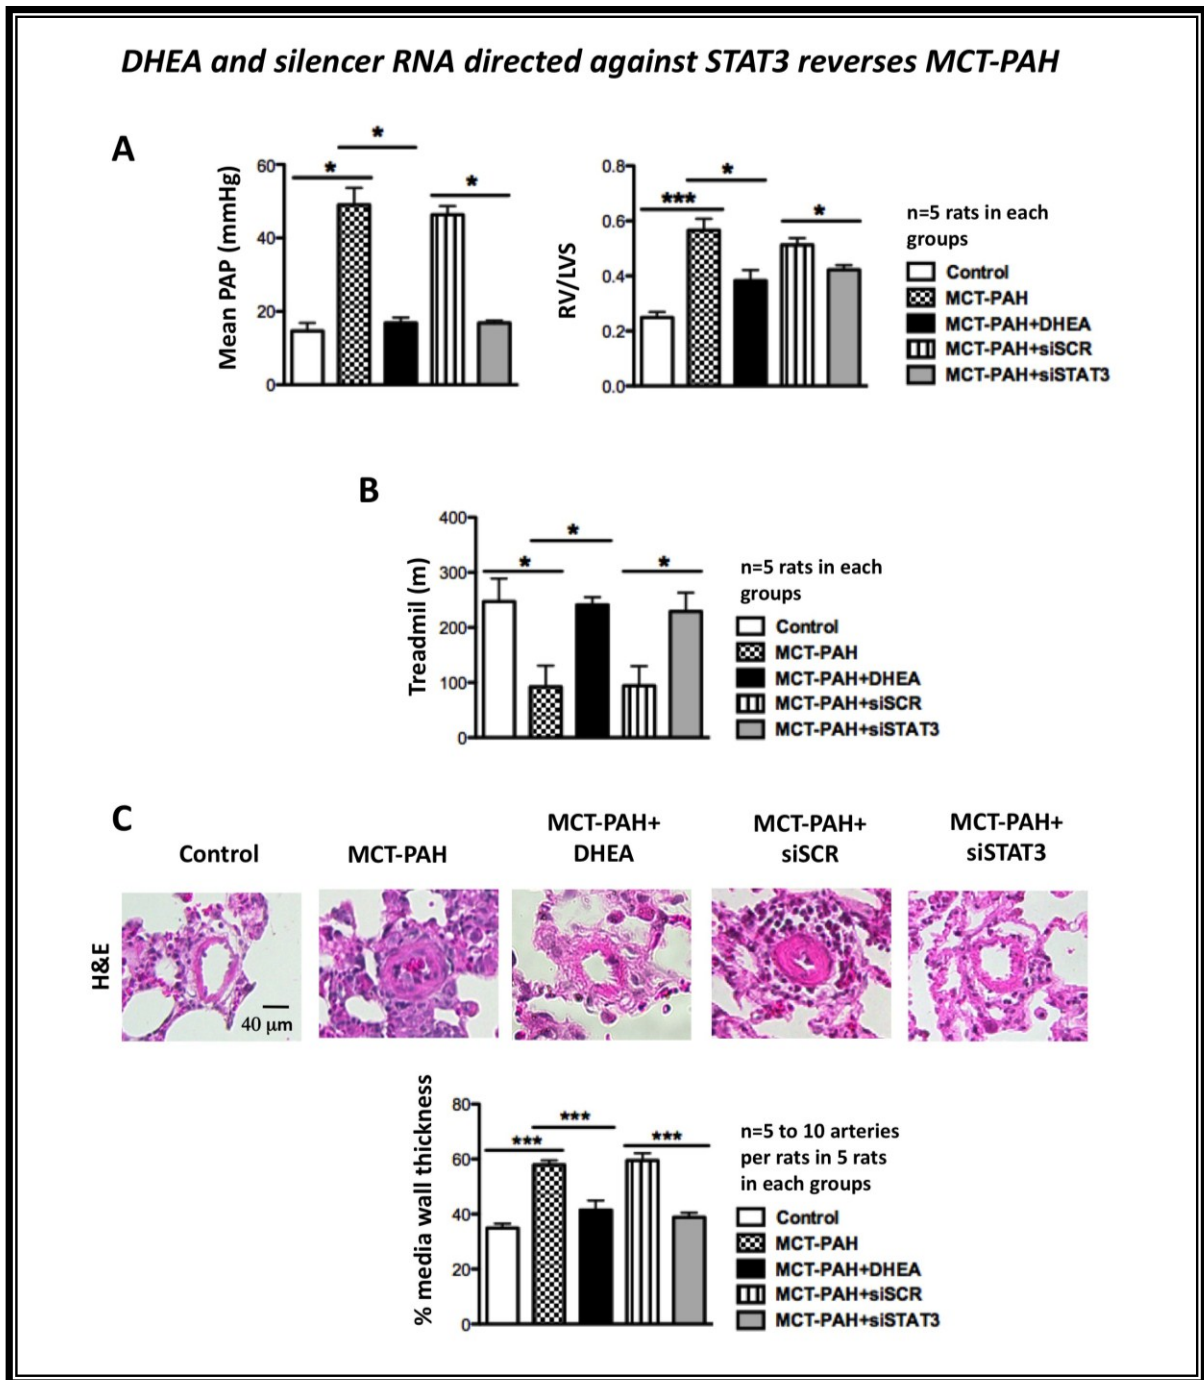 DHEA and silencer RNA directed against STAT3 reverses MCT-PAH
A
Mean PAP (mmHg)
60
40
20
0
*
*
*
RV/LVS
0.8
0.6
0.4
0.2
0.0
***
*
*
n=5 rats in each
groups
Control
MCT-PAH
MCT-PAH+DHEA
MCT-PAH+siSCR
MCT-PAH+siSTAT3
B
Treadmil (m)
400
300
200
100
0
*
*
*
n=5 rats in each
groups
Control
MCT-PAH
MCT-PAH+DHEA
MCT-PAH+siSCR
MCT-PAH+siSTAT3
C
Control
MCT-PAH
MCT-PAH+
DHEA
MCT-PAH+
siSCR
MCT-PAH+
siSTAT3
H&E
40 µm
% media wall thickness
80
60
40
20
0
***
***
***
n=5 to 10 arteries
per rats in 5 rats
in each groups
Control
MCT-PAH
MCT-PAH+DHEA
MCT-PAH+siSCR
MCT-PAH+siSTAT3